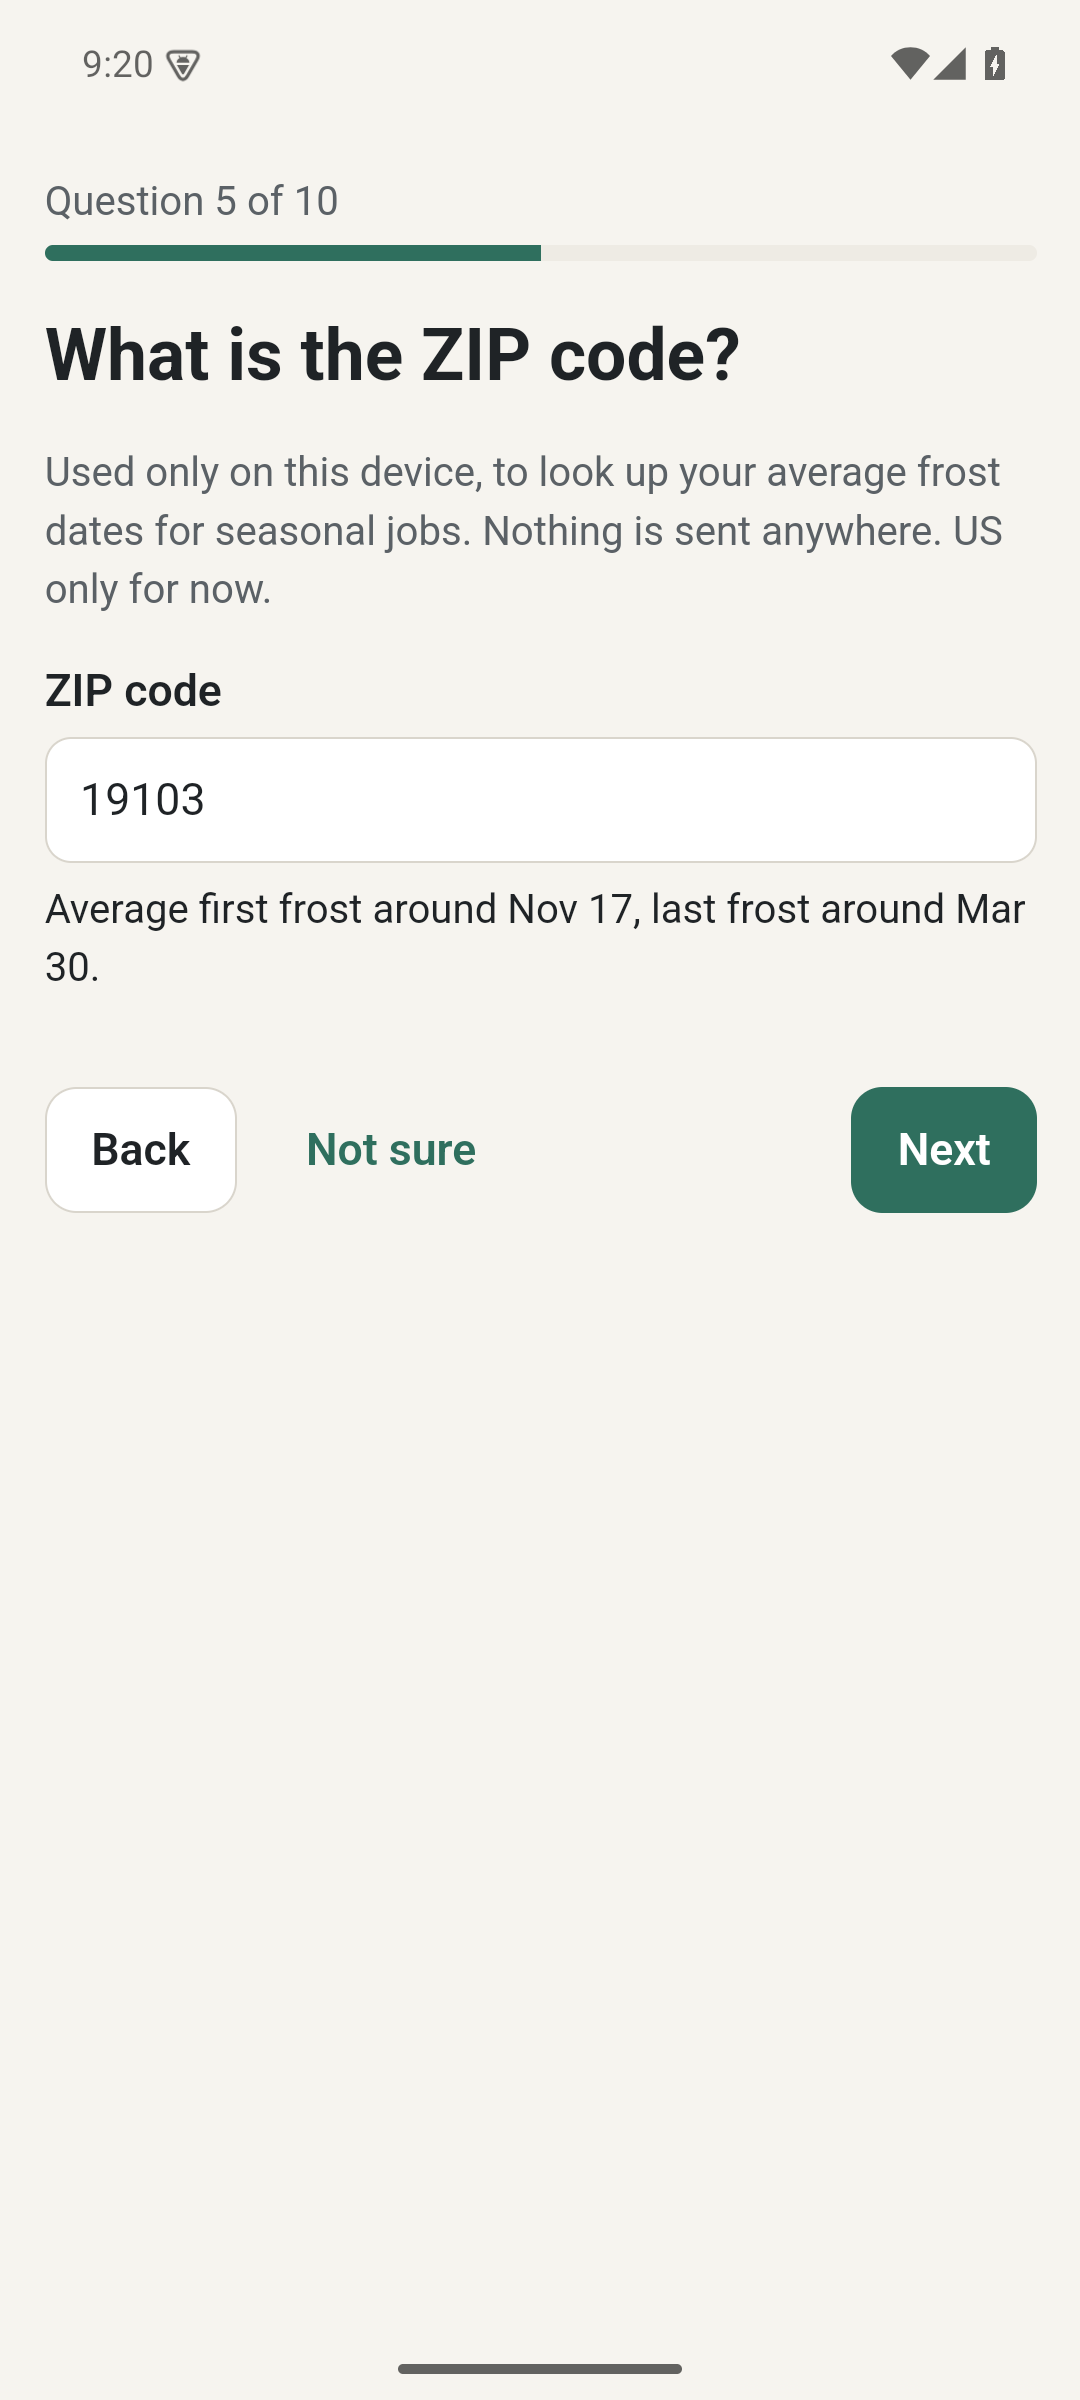 9:20
Question 5 of 10
What is the ZIP code?
Used only on this device, to look up your average frost
dates for seasonal jobs. Nothing is sent anywhere. US
only for now.
ZIP code
19103
Average first frost around Nov 17, last frost around Mar
30.
Back
Not sure
Next